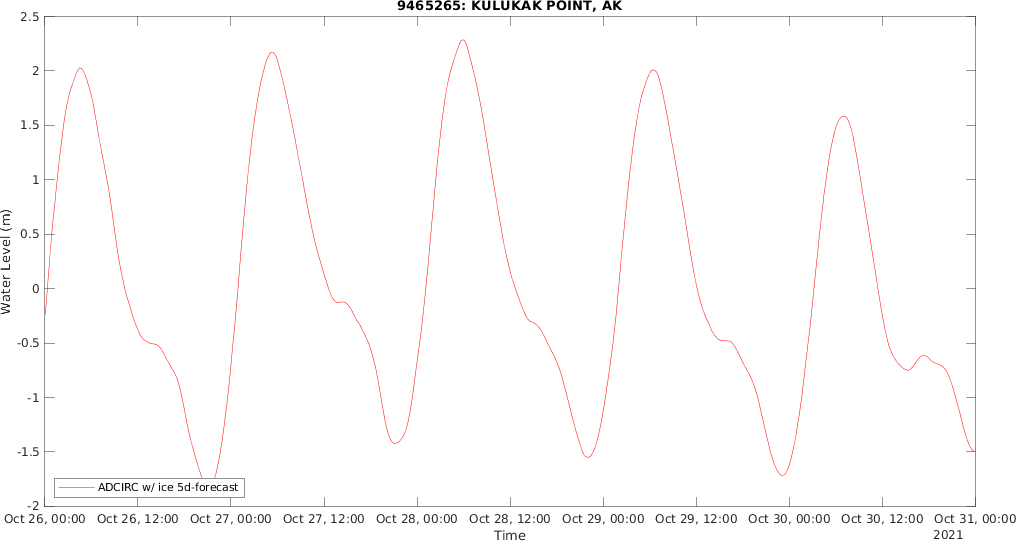 9465265: KULUKAK POINT, AK
2.5
2
1.5
1
0.5
0
-0.5
-1
-1.5
-2
Water Level (m)
ADCIRC w/ ice 5d-forecast
Oct 26, 00:00 Oct 26, 12:00 Oct 27, 00:00 Oct 27, 12:00 Oct 28, 00:00 Oct 28, 12:00 Oct 29, 00:00 Oct 29, 12:00 Oct 30, 00:00 Oct 30, 12:00 Oct 31, 00:00
Time
2021